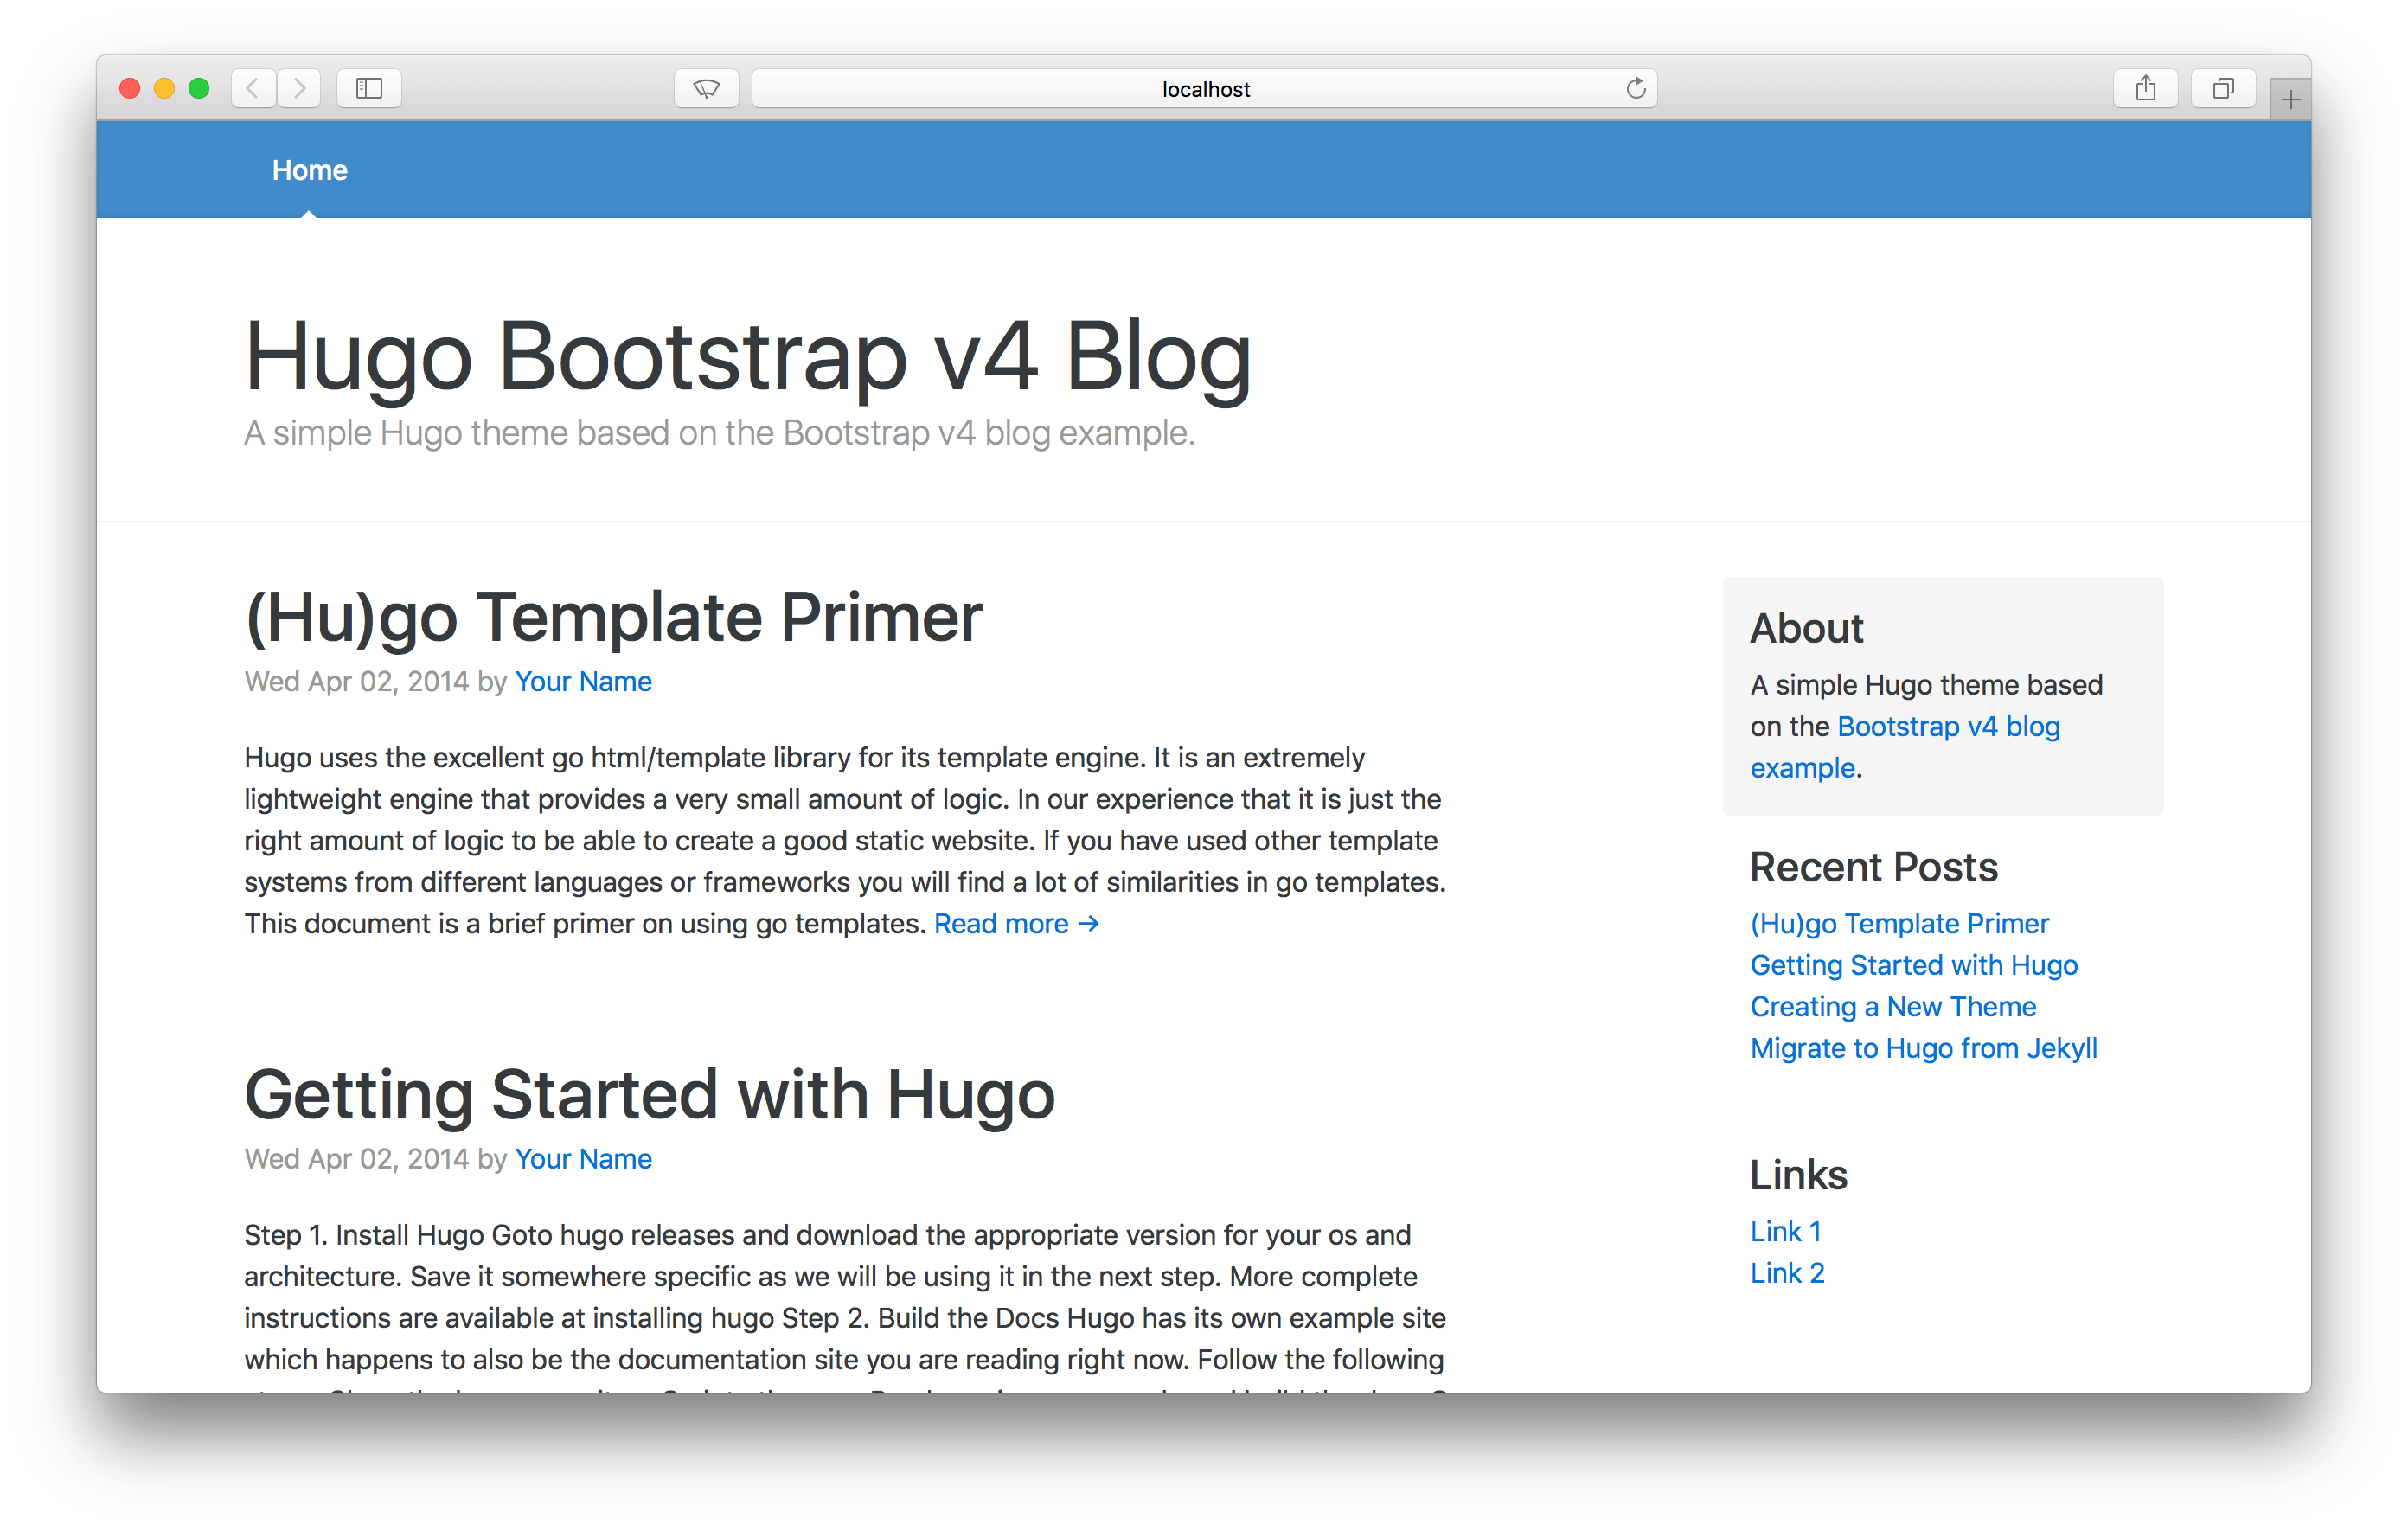 localhost
Home
Hugo Bootstrap v4 Blog
A simple Hugo theme based on the Bootstrap v4 blog example.
(Hu)go Template Primer
Wed Apr 02, 2014 by Your Name
Hugo uses the excellent go html/template library for its template engine. It is an extremely
lightweight engine that provides a very small amount of logic. In our experience that it is just the
right amount of logic to be able to create a good static website. If you have used other template
systems from different languages or frameworks you will find a lot of similarities in go templates.
This document is a brief primer on using go templates. Read more →
Getting Started with Hugo
Wed Apr 02, 2014 by Your Name
Step 1. Install Hugo Goto hugo releases and download the appropriate version for your os and
architecture. Save it somewhere specific as we will be using it in the next step. More complete
instructions are available at installing hugo Step 2. Build the Docs Hugo has its own example site
which happens to also be the documentation site you are reading right now. Follow the following
About
A simple Hugo theme based
on the Bootstrap v4 blog
example.
Recent Posts
(Hu)go Template Primer
Getting Started with Hugo
Creating a New Theme
Migrate to Hugo from Jekyll
Links
Link 1
Link 2